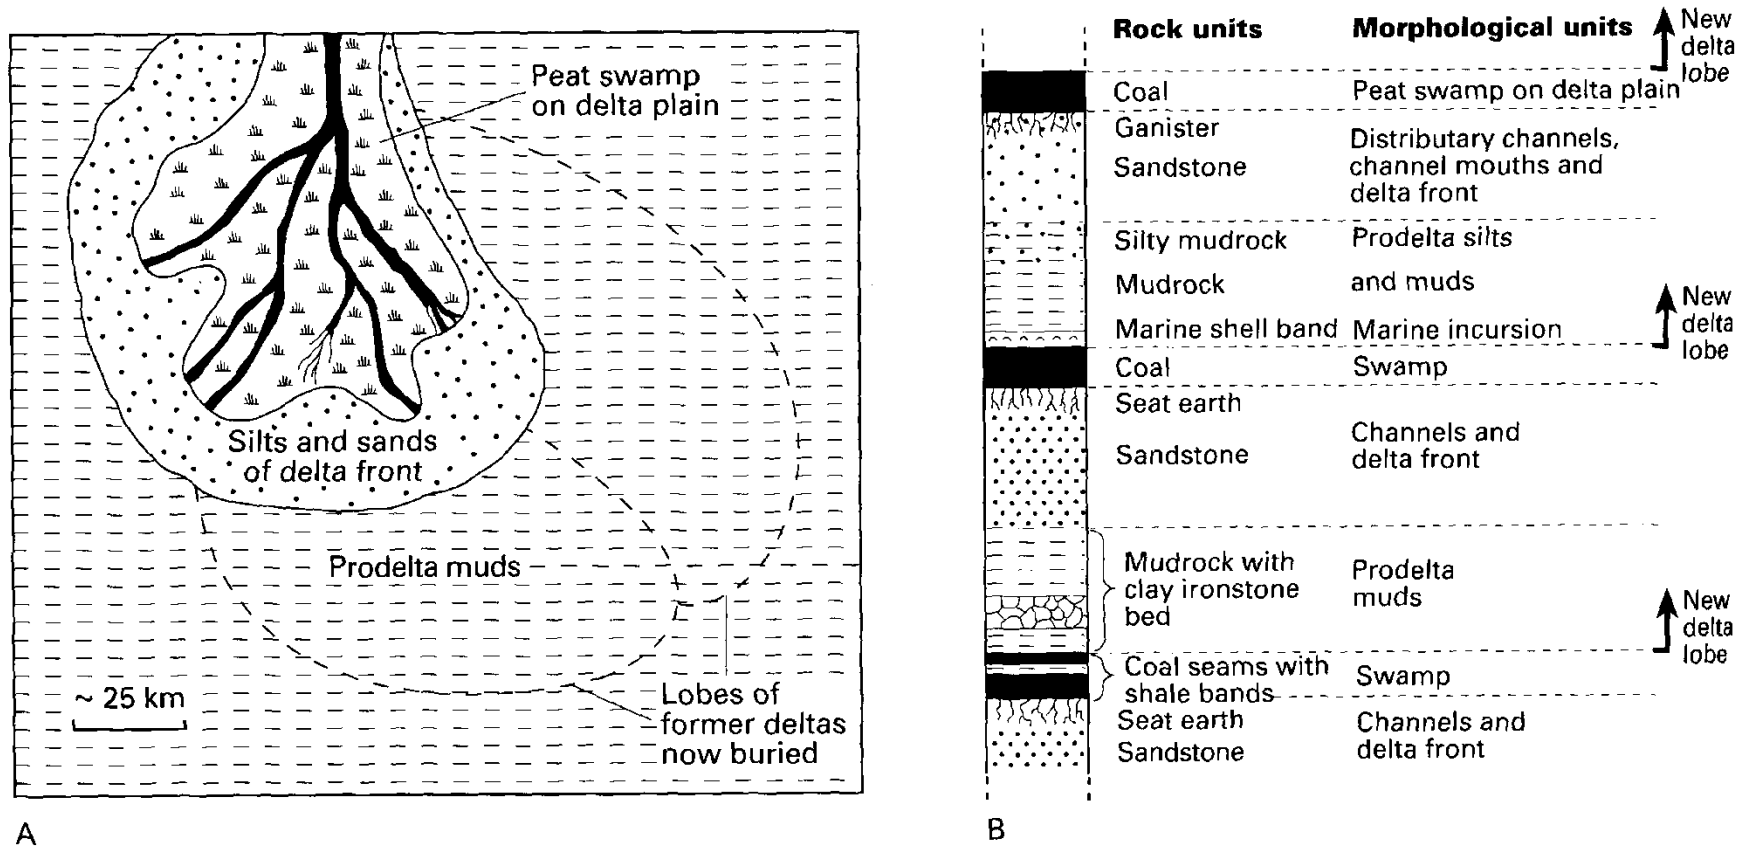 Peat swamp
on delta plain
Silts and sands
of delta front
Prodelta muds
~ 25 km
Lobes of
former deltas
now buried
A
Rock units
Morphological units
New
delta
lobe
Coal
Peat swamp on delta plain
Ganister
Sandstone
Distributary channels,
channel mouths and
delta front
Silty mudrock
Prodelta silts
Mudrock
and muds
Marine shell band
Marine incursion
New
delta
lobe
Coal
Swamp
Seat earth
Sandstone
Channels and
delta front
Mudrock with
clay ironstone
bed
Prodelta
muds
New
delta
lobe
Coal seams with
shale bands
Swamp
Seat earth
Sandstone
Channels and
delta front
B